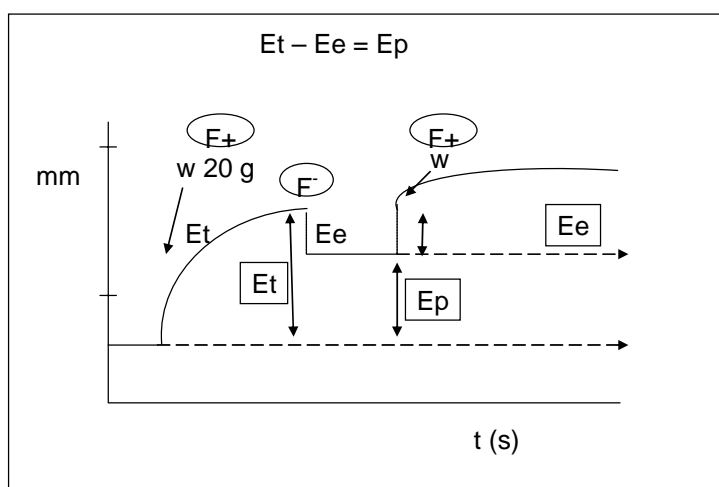 Et – Ee = Ep
F+
w 20 g
F+
w
mm
F-
Et
Ee
Ee
Et
Ep
t (s)